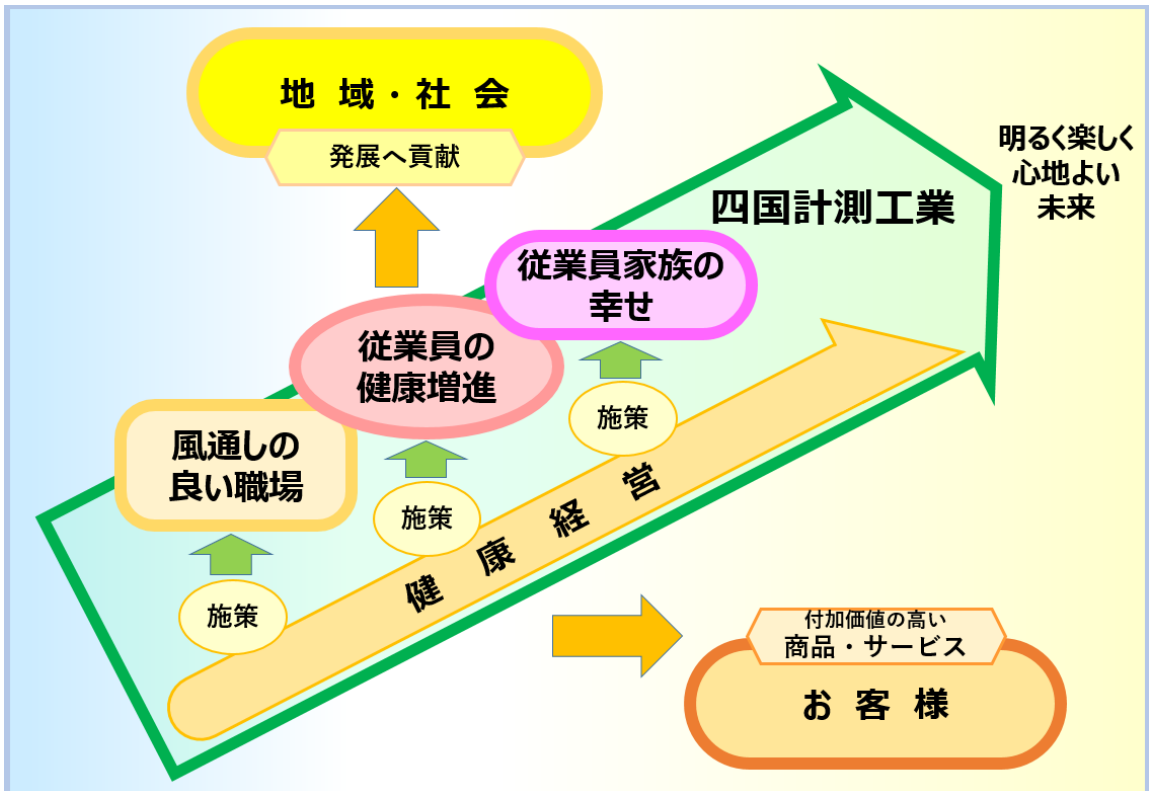 地域・社会
発展へ貢献
明るく楽しく
心地よい
未来
四国計測工業
従業員家族の
幸せ
従業員の
健康増進
風通しの
良い職場
施策
施策
施策
健康経営
付加価値の高い
商品・サービス
お客様